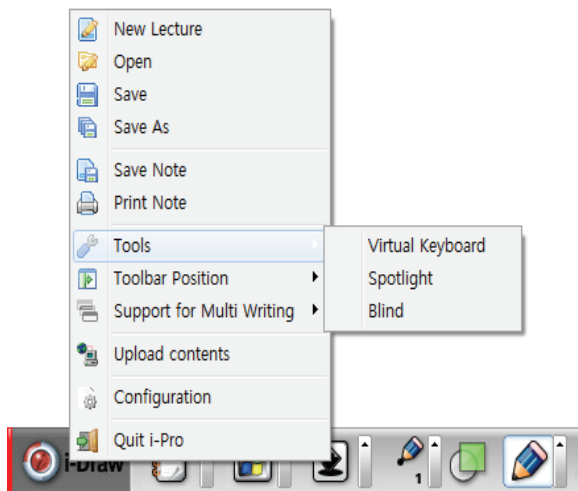 New Lecture
Open
Save
Save As
Save Note
Print Note
Tools
Virtual Keyboard
Toolbar Position
Spotlight
Support for Multi Writing
Blind
Upload contents
Configuration
Quit i-Pro
i-Draw
1